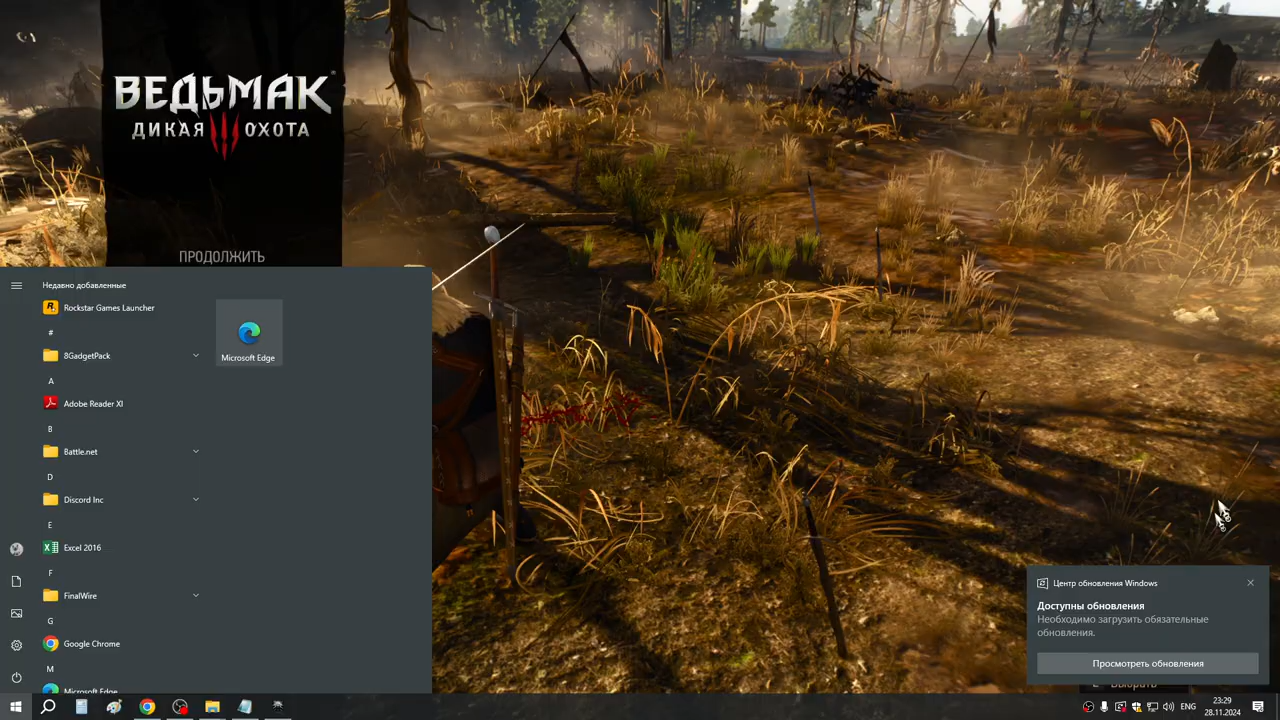 ВЕДЬМАК
ДИКАЯ ОХОТА
ПРОДОЛЖИТЬ
Недавно добавленные
Rockstar Games Launcher
#
8GadgetPack
Microsoft Edge
A
Adobe Reader XI
B
Battle.net
D
Discord Inc
E
Excel 2016
F
FinalWire
G
Google Chrome
M
Microsoft Edge
Центр обновления Windows
Доступны обновления
Необходимо загрузить обязательные
обновления.
Просмотреть обновления
Выбрать
ENG
23:29
28.11.2024